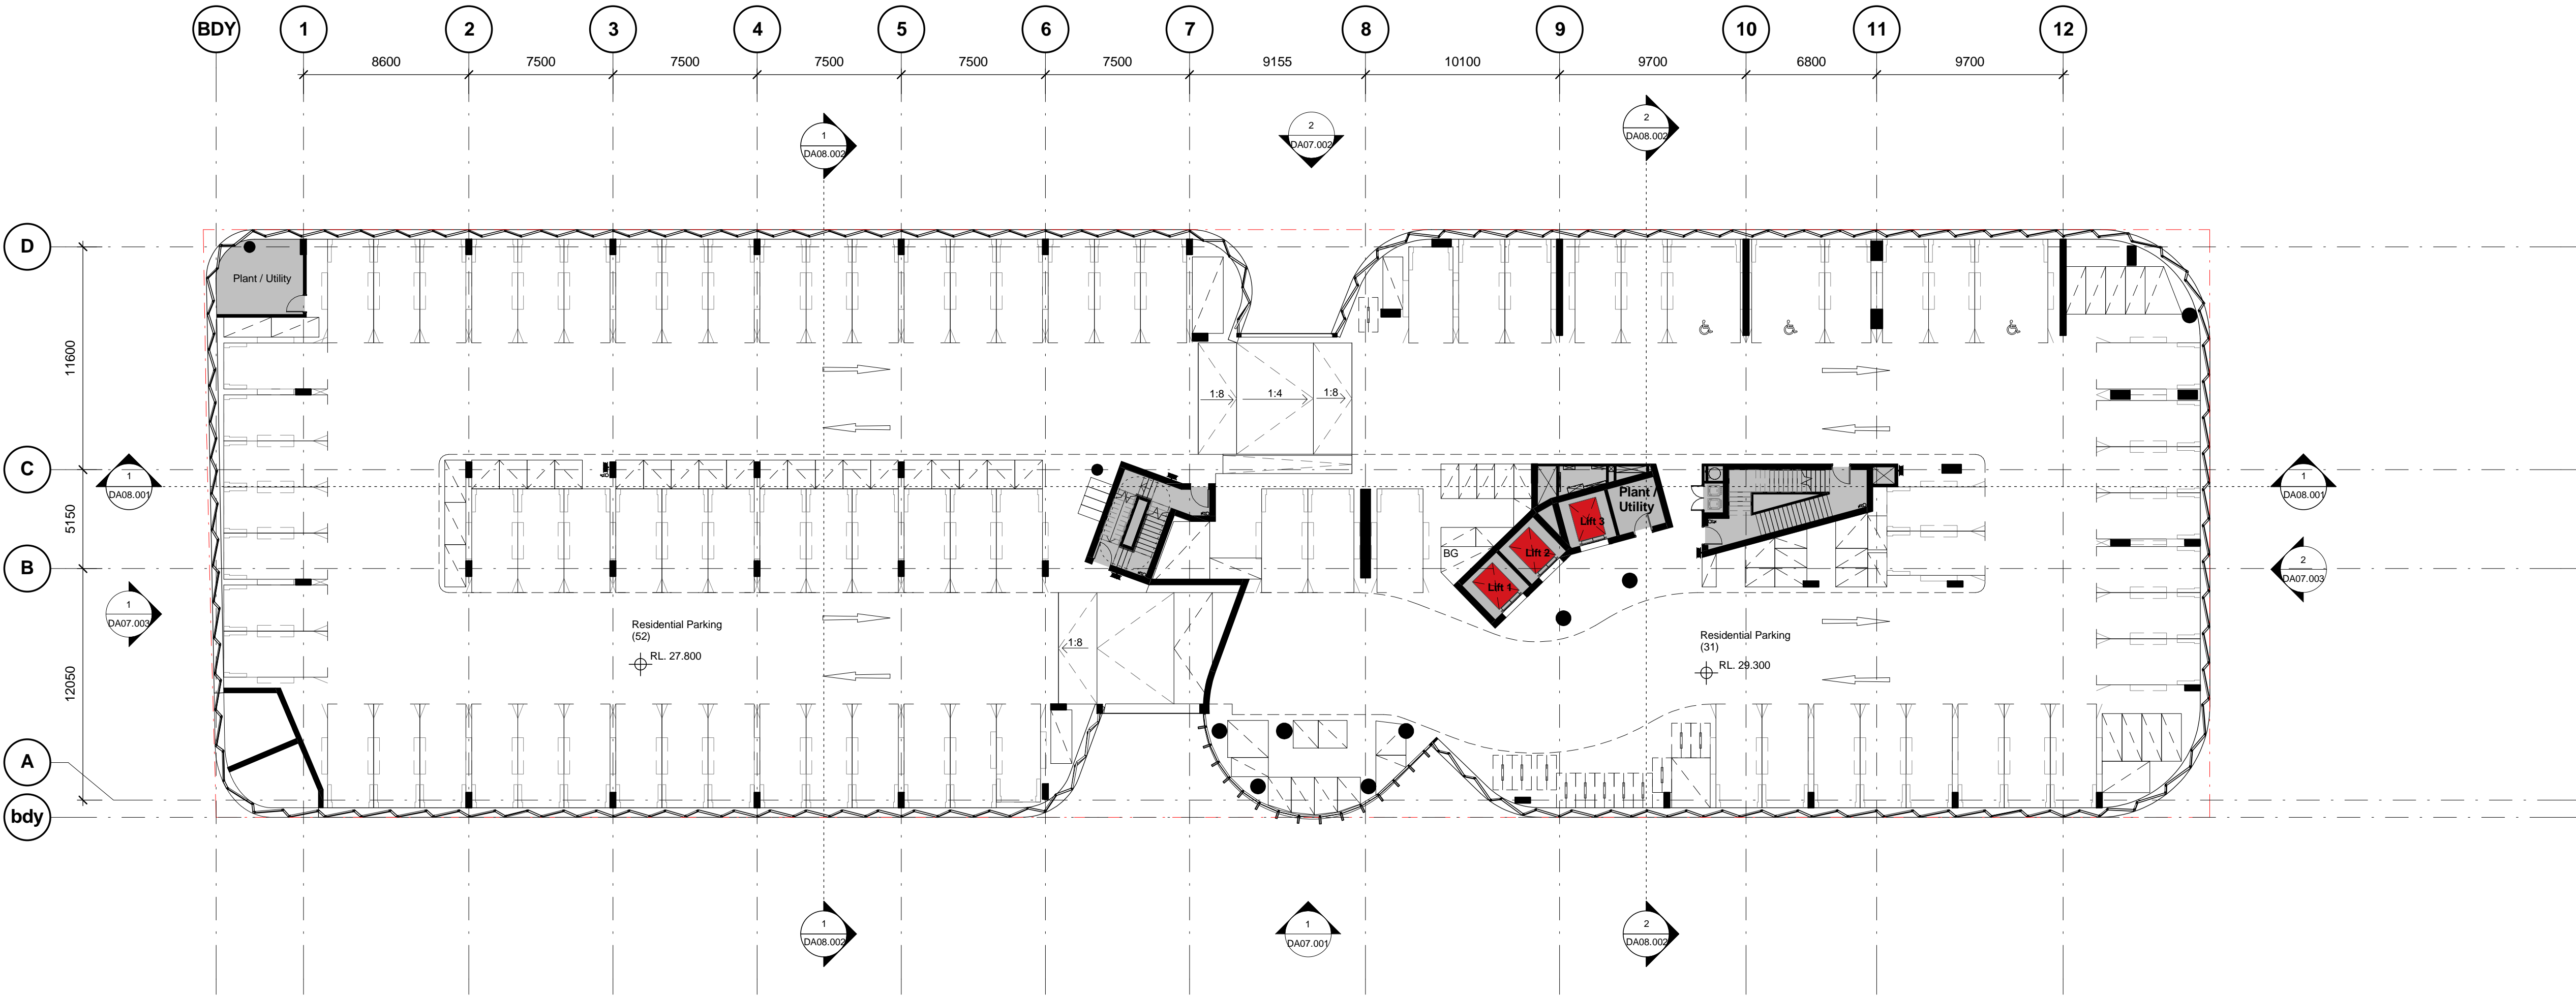 BDY 1 2 3 4 5 6 7 8 9 10 11 12
8600 7500 7500 7500 7500 7500 9155 10100 9700 6800 9700
1
DA08.002
2
DA07.002
2
DA08.002
D
Plant / Utility
11600
1:8 1:4 1:8
C
1
DA08.001
1
DA08.001
Plant /
Utility
Lift 3
5150
BG
Lift 2
B
2
DA07.003
Lift 1
1
DA07.003
Residential Parking
(52)
RL. 27.800
1:8
Residential Parking
(31)
RL. 29.300
12050
A
bdy
1
DA08.002
1
DA07.001
2
DA08.002